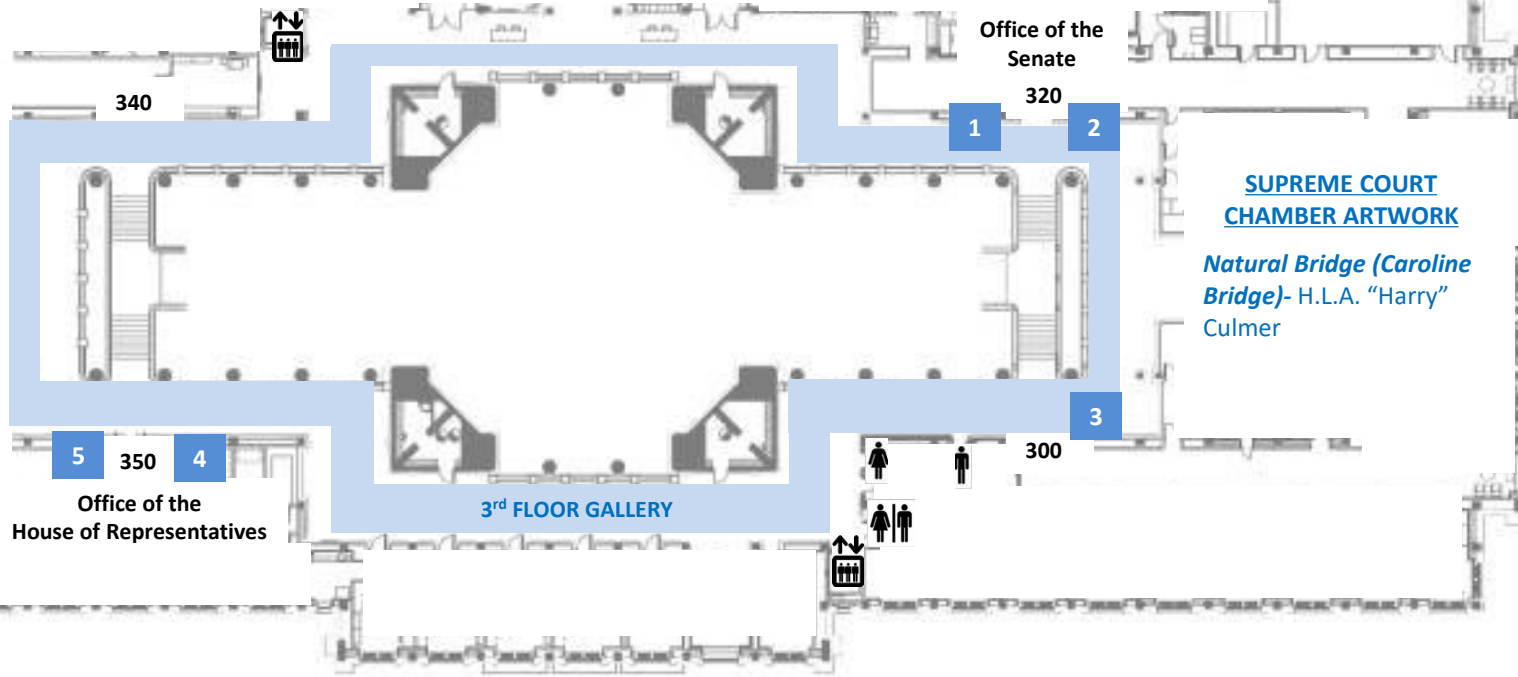 Office of the
Senate
320
340
1
2
SUPREME COURT
CHAMBER ARTWORK
Natural Bridge (Caroline
Bridge)- H.L.A. “Harry”
Culmer
3
300
5
350
4
Office of the
House of Representatives
3rd FLOOR GALLERY